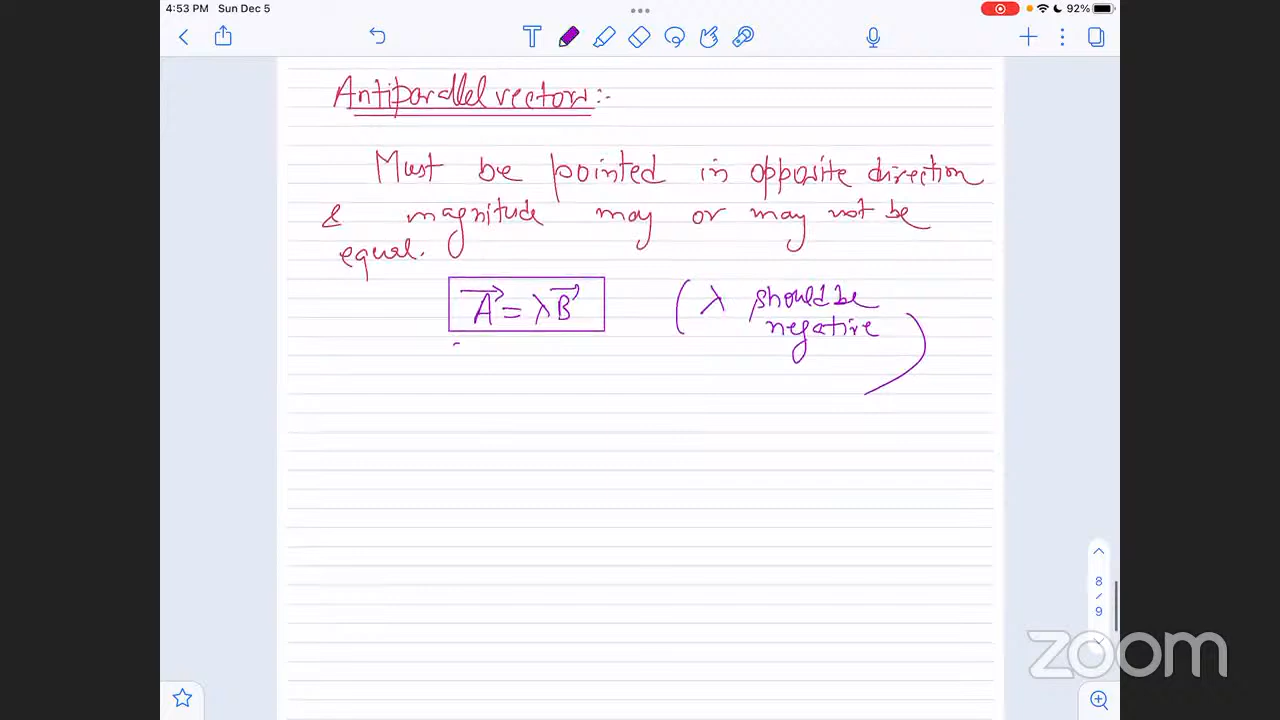 4:53 PM Sun Dec 5
92%
Antiparallel vectors:-
Must be pointed in opposite direction
& magnitude may or may not be
equal.
A⃗ = λB⃗ (λ should be
negative)
8
/
9
zoom